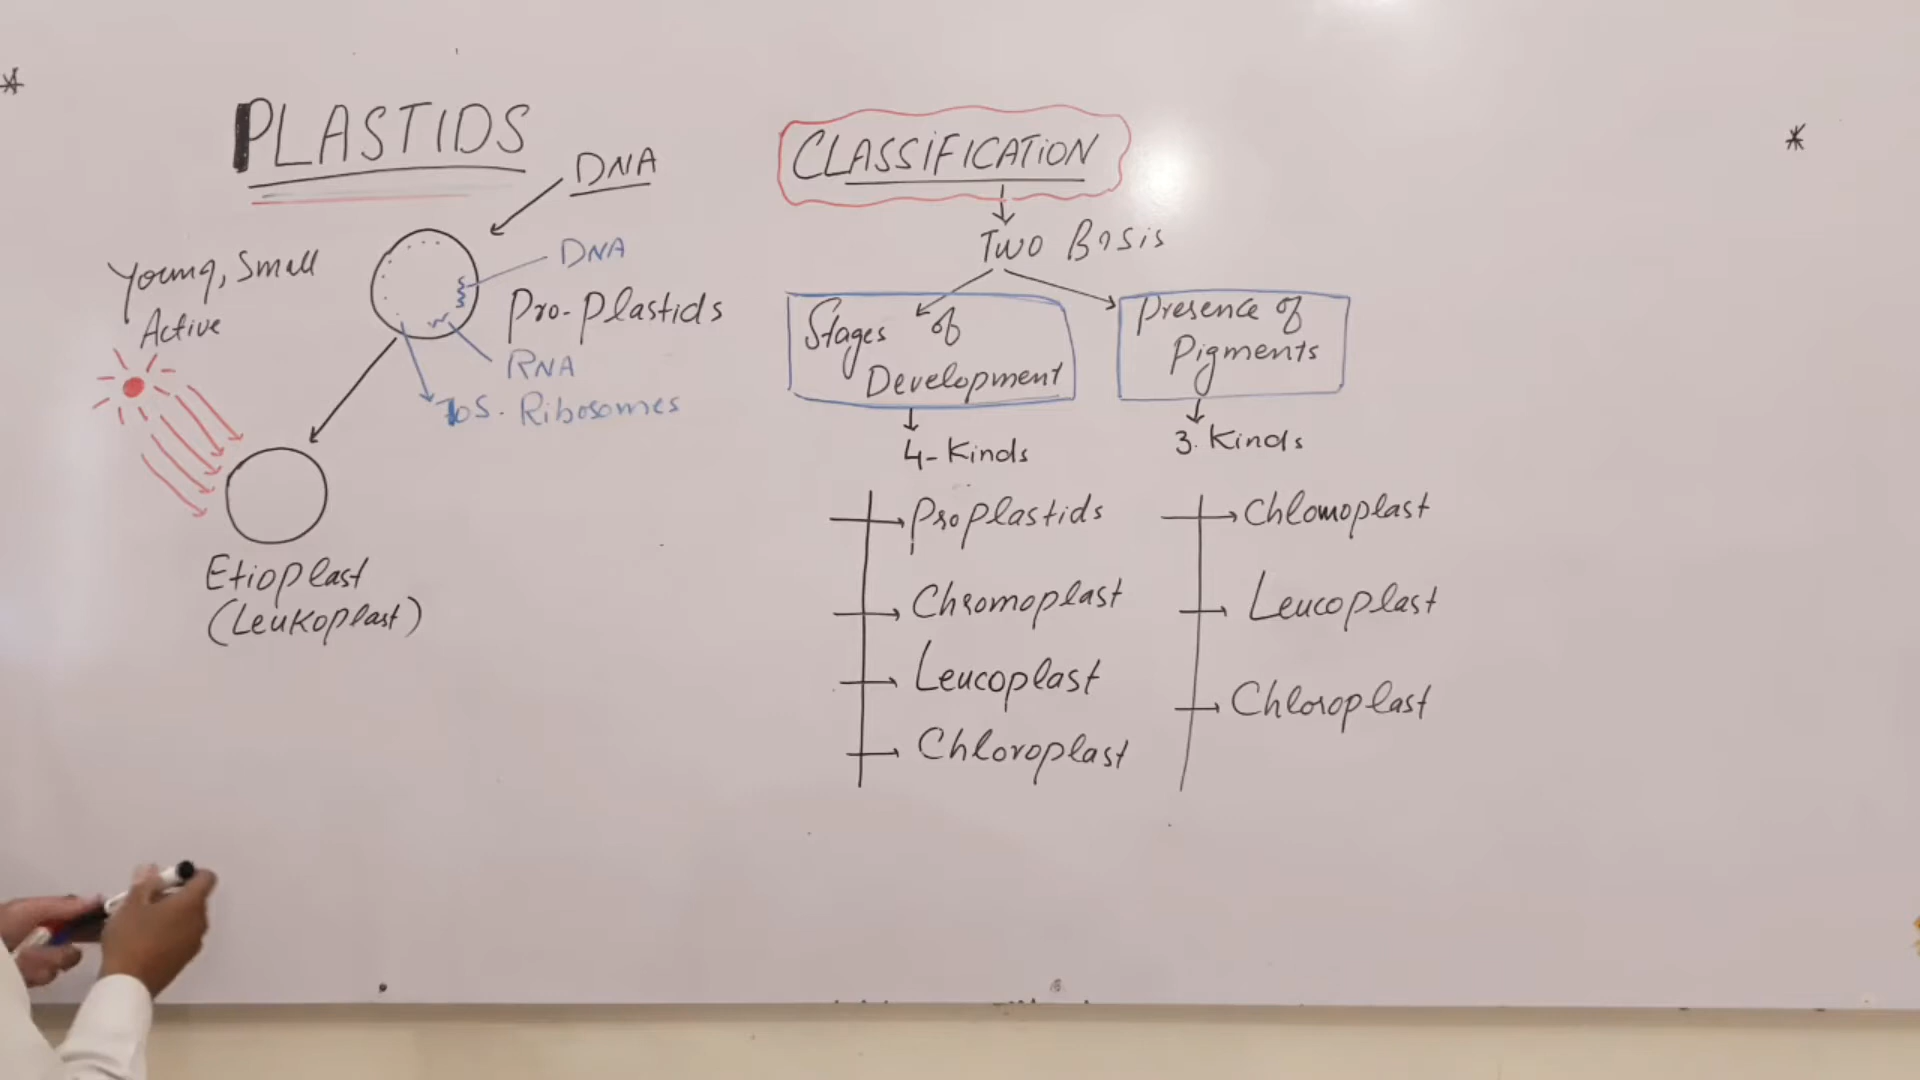 PLASTIDS
DNA
Young, Small
Active
DNA
Pro-Plastids
RNA
70S. Ribosomes
Etioplast
(Leukoplast)
CLASSIFICATION
Two Basis
Stages of
Development
Presence of
Pigments
4-Kinds
3. Kinds
Proplastids
Chromoplast
Leucoplast
Chloroplast
Chlomoplast
Leucoplast
Chloroplast